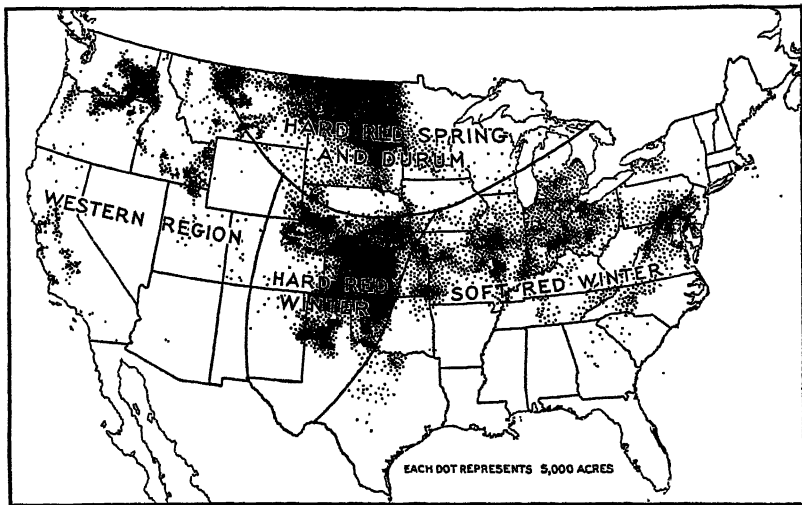 HARD RED SPRING
AND DURUM
WESTERN REGION
HARD RED
WINTER
SOFT RED WINTER
EACH DOT REPRESENTS 5,000 ACRES